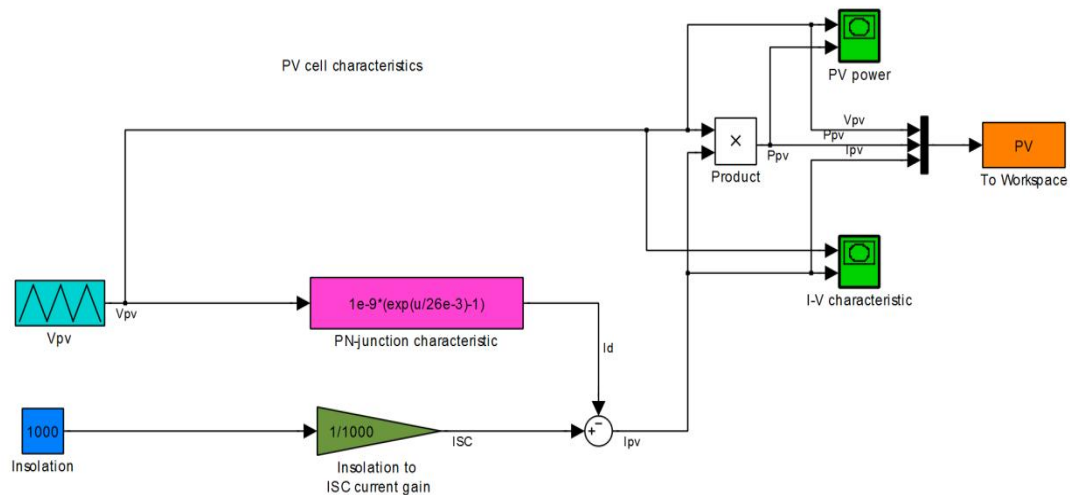 PV cell characteristics
PV power
Vpv
Ppv
Ipv
×
Ppv
Product
PV
To Workspace
I-V characteristic
Vpv
Vpv
1e-9*(exp(u/26e-3)-1)
PN-junction characteristic
Id
1000
Insolation
1/1000
Insolation to
ISC current gain
ISC
+
−
Ipv